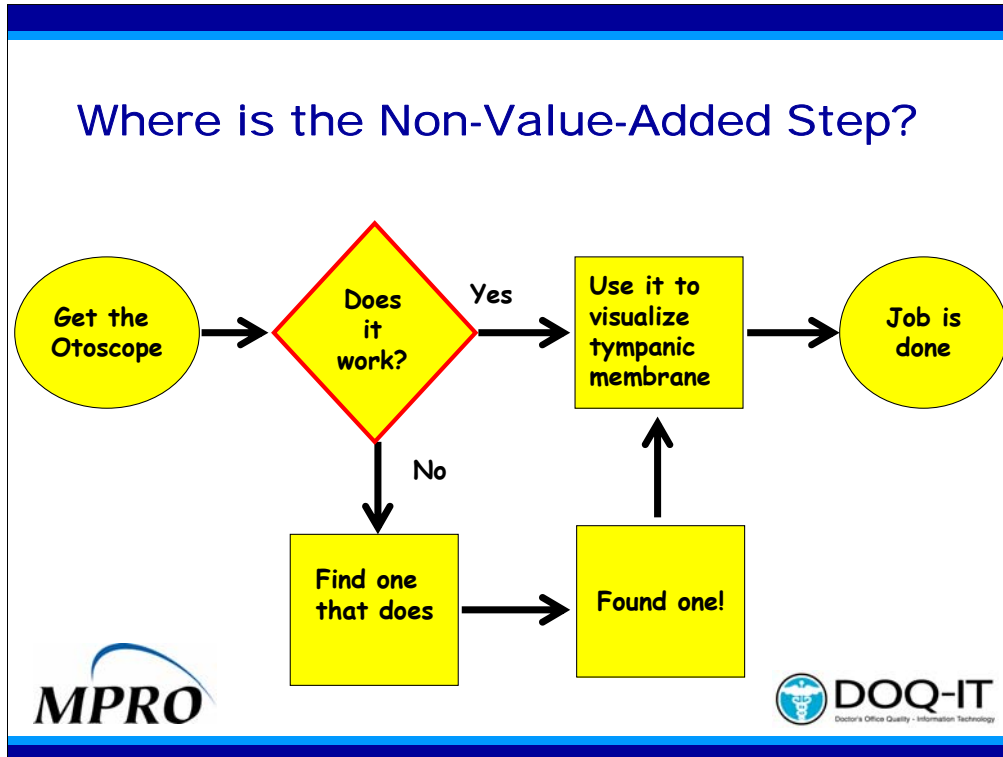 Where is the Non-Value-Added Step?
Get the
Otoscope
Does
it
work?
Yes
Use it to
visualize
tympanic
membrane
Job is
done
No
Find one
that does
Found one!
MPRO
DOQ-IT
Doctor's Office Quality - Information Technology